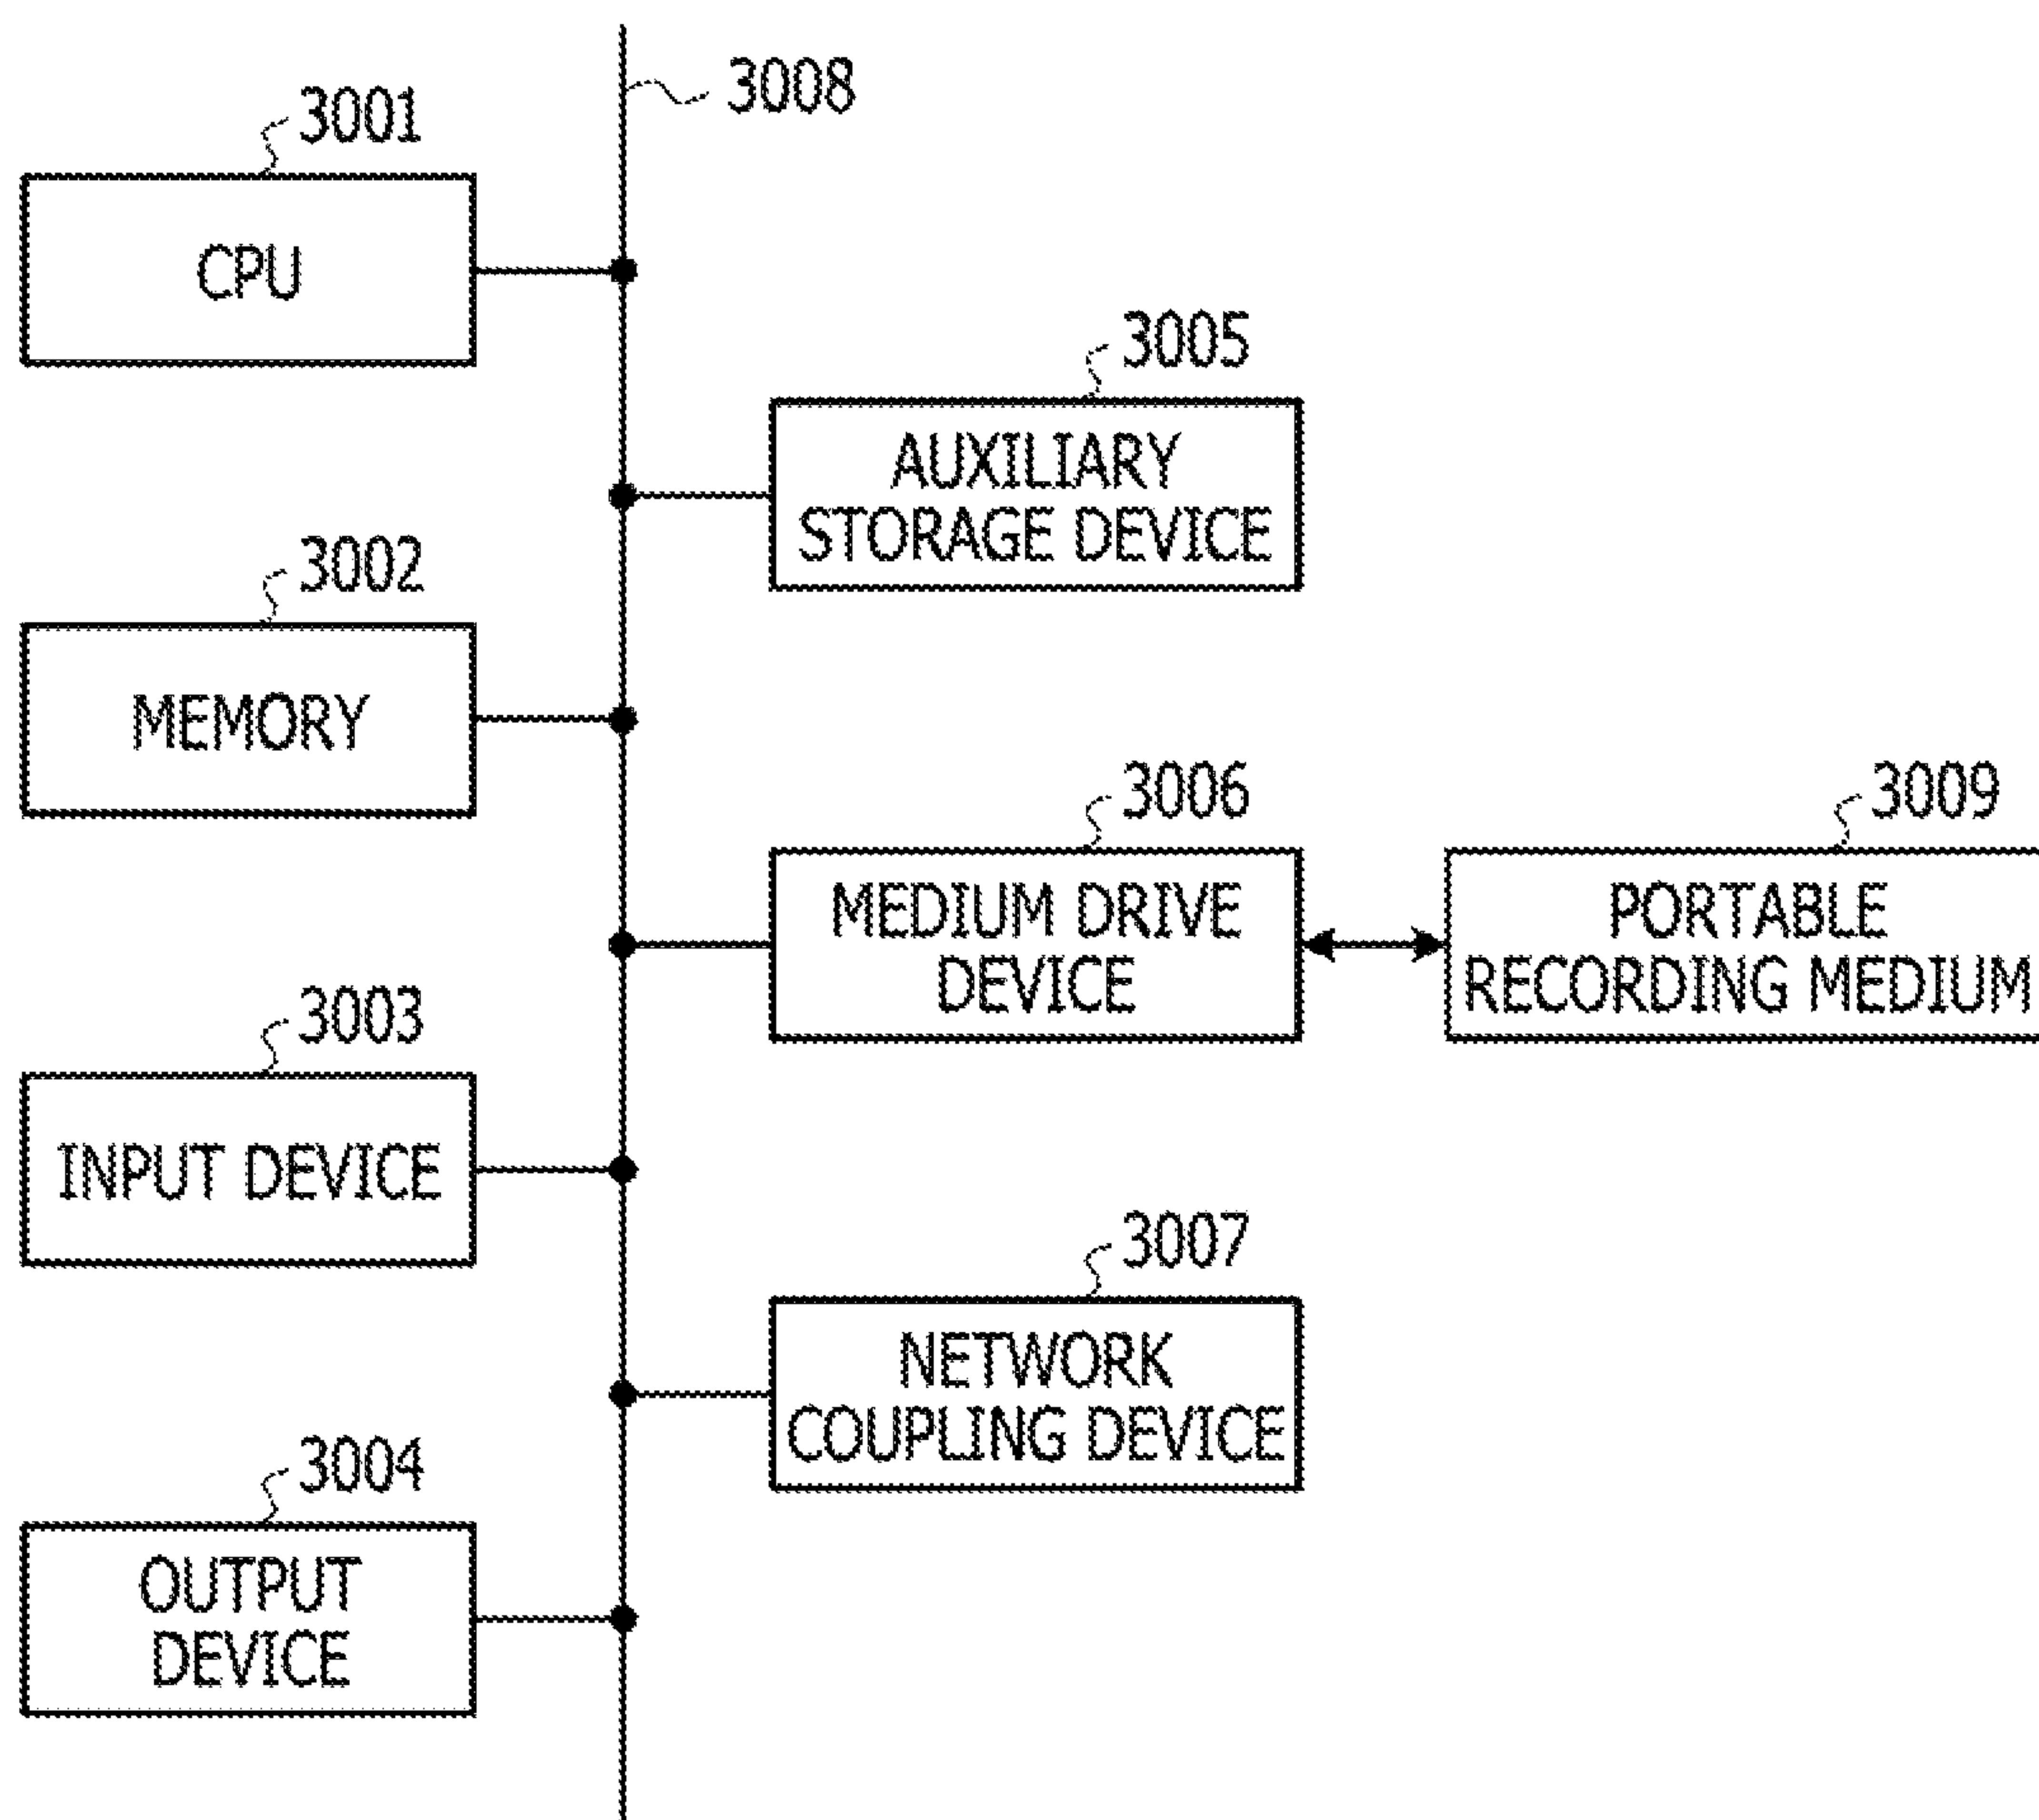 3008
3001
CPU
3005
AUXILIARY
STORAGE DEVICE
3002
MEMORY
3006
MEDIUM DRIVE
DEVICE
3009
PORTABLE
RECORDING MEDIUM
3003
INPUT DEVICE
3007
NETWORK
COUPLING DEVICE
3004
OUTPUT
DEVICE